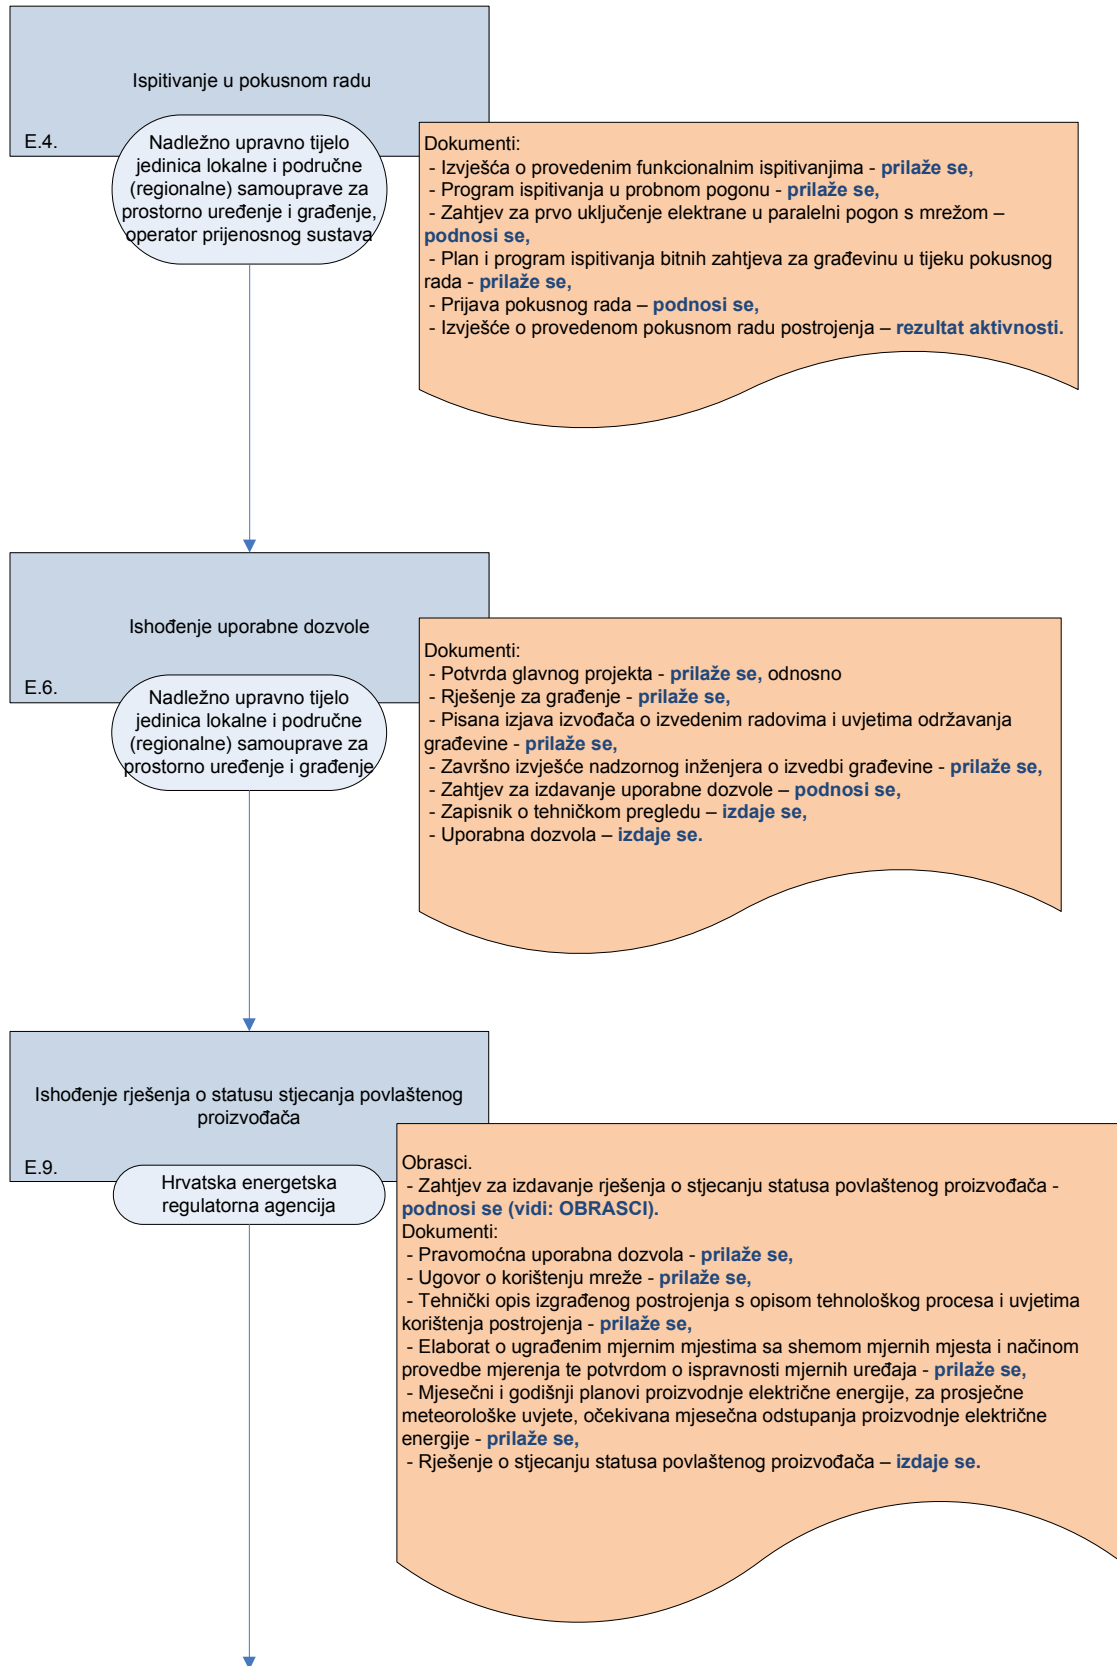 Ispitivanje u pokusnom radu
E.4.
Nadležno upravno tijelo
jedinica lokalne i područne
(regionalne) samouprave za
prostorno uređenje i građenje,
operator prijenosnog sustava
Dokumenti:
- Izvješća o provedenim funkcionalnim ispitivanjima - prilaže se,
- Program ispitivanja u probnom pogonu - prilaže se,
- Zahtjev za prvo uključenje elektrane u paralelni pogon s mrežom –
podnosi se,
- Plan i program ispitivanja bitnih zahtjeva za građevinu u tijeku pokusnog
rada - prilaže se,
- Prijava pokusnog rada – podnosi se,
- Izvješće o provedenom pokusnom radu postrojenja – rezultat aktivnosti.
Ishođenje uporabne dozvole
E.6.
Nadležno upravno tijelo
jedinica lokalne i područne
(regionalne) samouprave za
prostorno uređenje i građenje
Dokumenti:
- Potvrda glavnog projekta - prilaže se, odnosno
- Rješenje za građenje - prilaže se,
- Pisana izjava izvođača o izvedenim radovima i uvjetima održavanja
građevine - prilaže se,
- Završno izvješće nadzornog inženjera o izvedbi građevine - prilaže se,
- Zahtjev za izdavanje uporabne dozvole – podnosi se,
- Zapisnik o tehničkom pregledu – izdaje se,
- Uporabna dozvola – izdaje se.
Ishođenje rješenja o statusu stjecanja povlaštenog
proizvođača
E.9.
Hrvatska energetska
regulatorna agencija
Obrasci.
- Zahtjev za izdavanje rješenja o stjecanju statusa povlaštenog proizvođača -
podnosi se (vidi: OBRASCI).
Dokumenti:
- Pravomoćna uporabna dozvola - prilaže se,
- Ugovor o korištenju mreže - prilaže se,
- Tehnički opis izgrađenog postrojenja s opisom tehnološkog procesa i uvjetima
korištenja postrojenja - prilaže se,
- Elaborat o ugrađenim mjernim mjestima sa shemom mjernih mjesta i načinom
provedbe mjerenja te potvrdom o ispravnosti mjernih uređaja - prilaže se,
- Mjesečni i godišnji planovi proizvodnje električne energije, za prosječne
meteorološke uvjete, očekivana mjesečna odstupanja proizvodnje električne
energije - prilaže se,
- Rješenje o stjecanju statusa povlaštenog proizvođača – izdaje se.